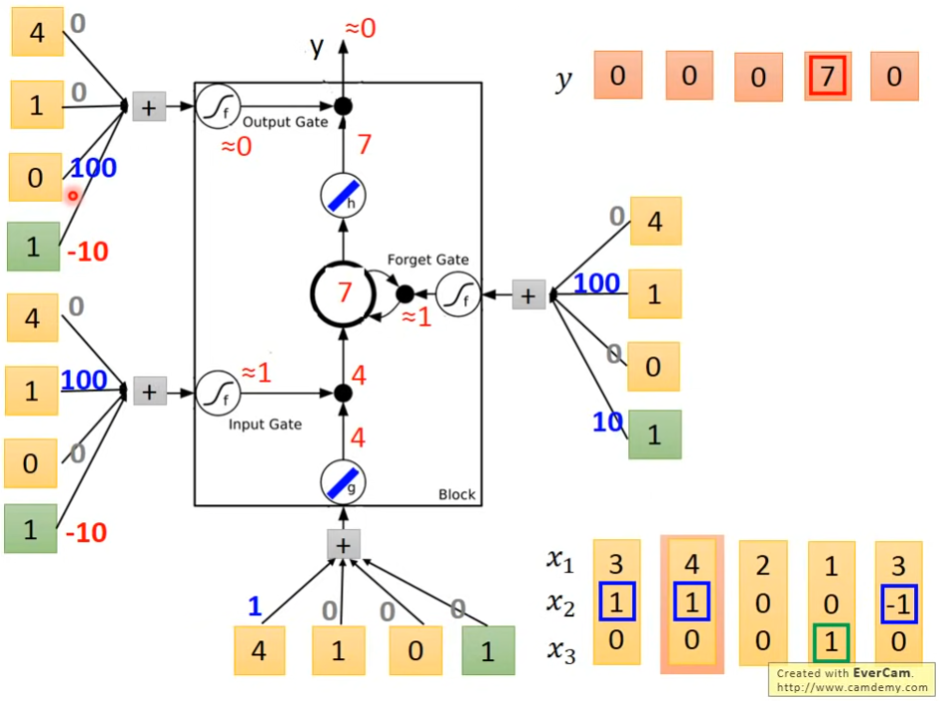 4 0
1 0
0 100
1 -10
+
f
Output Gate
≈0
y ≈0
7
h
y 0 0 0 7 0
Forget Gate
f
≈1
7
+
0 4
100 1
0 0
10 1
4 0
1 100
0 0
1 -10
+
f
≈1
Input Gate
4
4
g
Block
+
1 0 0 0
4 1 0 1
x₁ 3 4 2 1 3
x₂ 1 1 0 0 -1
x₃ 0 0 0 1 0
Created with EverCam.
http://www.camdemy.com